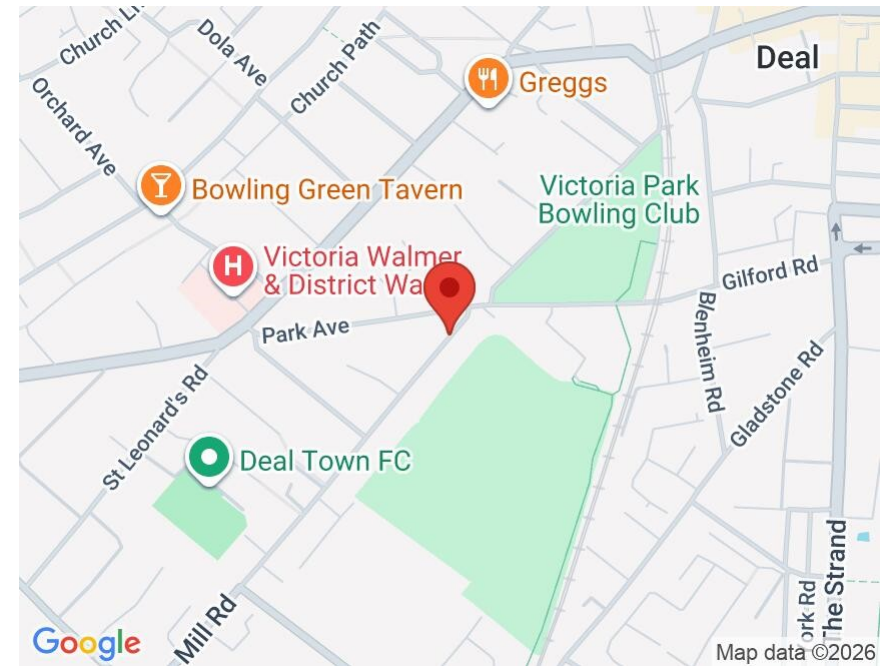 Church
Dola Ave
Church Path
Orchard Ave
Greggs
Deal
Bowling Green Tavern
Victoria Park
Bowling Club
Victoria Walmer
& District Wa
Gilford Rd
Park Ave
Blenheim Rd
Gladstone Rd
St Leonard's Rd
Deal Town FC
Mill Rd
ork Rd
The Strand
Google
Map data ©2026